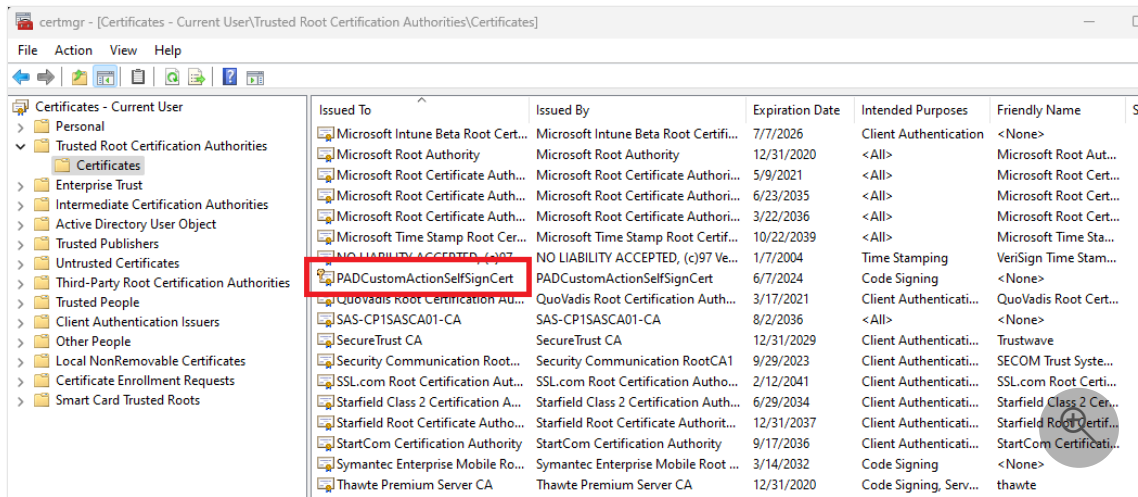 certmgr - [Certificates - Current User\Trusted Root Certification Authorities\Certificates]
File Action View Help
Certificates - Current User
Personal
Trusted Root Certification Authorities
Certificates
Enterprise Trust
Intermediate Certification Authorities
Active Directory User Object
Trusted Publishers
Untrusted Certificates
Third-Party Root Certification Authorities
Trusted People
Client Authentication Issuers
Other People
Local NonRemovable Certificates
Certificate Enrollment Requests
Smart Card Trusted Roots
Issued To Issued By Expiration Date Intended Purposes Friendly Name S
Microsoft Intune Beta Root Cert... Microsoft Intune Beta Root Certifi... 7/7/2026 Client Authentication <None>
Microsoft Root Authority Microsoft Root Authority 12/31/2020 <All> Microsoft Root Aut...
Microsoft Root Certificate Auth... Microsoft Root Certificate Authori... 5/9/2021 <All> Microsoft Root Cert...
Microsoft Root Certificate Auth... Microsoft Root Certificate Authori... 6/23/2035 <All> Microsoft Root Cert...
Microsoft Root Certificate Auth... Microsoft Root Certificate Authori... 3/22/2036 <All> Microsoft Root Cert...
Microsoft Time Stamp Root Cer... Microsoft Time Stamp Root Certif... 10/22/2039 <All> Microsoft Time Sta...
NO LIABILITY ACCEPTED, (c)97 NO LIABILITY ACCEPTED, (c)97 Ve... 1/7/2004 Time Stamping VeriSign Time Stam...
PADCustomActionSelfSignCert PADCustomActionSelfSignCert 6/7/2024 Code Signing <None>
QuoVadis Root Certification Au... QuoVadis Root Certification Auth... 3/17/2021 Client Authenticati... QuoVadis Root Cert...
SAS-CP1SASCA01-CA SAS-CP1SASCA01-CA 8/2/2036 <All> <None>
SecureTrust CA SecureTrust CA 12/31/2029 Client Authenticati... Trustwave
Security Communication Root... Security Communication RootCA1 9/29/2023 Client Authenticati... SECOM Trust Syste...
SSL.com Root Certification Aut... SSL.com Root Certification Autho... 2/12/2041 Client Authenticati... SSL.com Root Certi...
Starfield Class 2 Certification A... Starfield Class 2 Certification Auth... 6/29/2034 Client Authenticati... Starfield Class 2 Cer...
Starfield Root Certificate Autho... Starfield Root Certificate Authorit... 12/31/2037 Client Authenticati... Starfield Root Certif...
StartCom Certification Authority StartCom Certification Authority 9/17/2036 Client Authenticati... StartCom Certificati...
Symantec Enterprise Mobile Ro... Symantec Enterprise Mobile Root ... 3/14/2032 Code Signing <None>
Thawte Premium Server CA Thawte Premium Server CA 12/31/2020 Code Signing, Serv... thawte